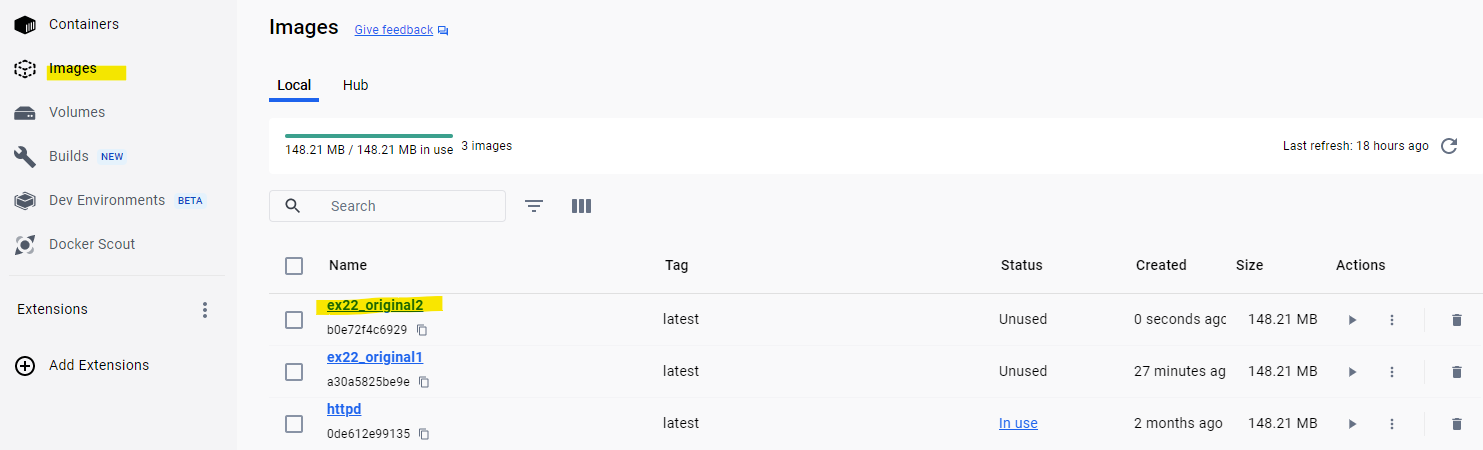 Containers
Images
Volumes
Builds NEW
Dev Environments BETA
Docker Scout
Extensions
Add Extensions
Images Give feedback
Local Hub
148.21 MB / 148.21 MB in use 3 images
Last refresh: 18 hours ago
Search
Name Tag Status Created Size Actions
ex22_original2 latest Unused 0 seconds agc 148.21 MB
b0e72f4c6929
ex22_original1 latest Unused 27 minutes ag 148.21 MB
a30a5825be9e
httpd latest In use 2 months ago 148.21 MB
0de612e99135